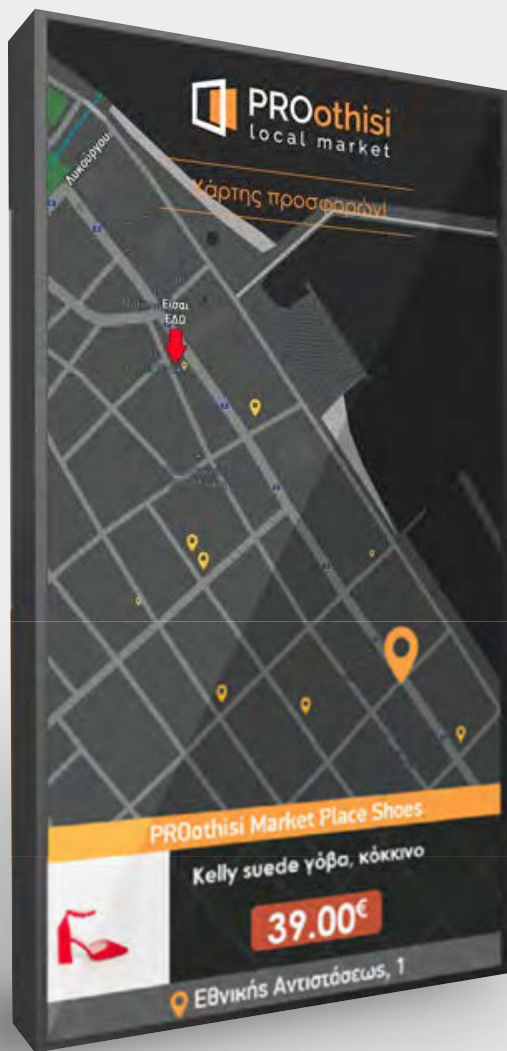 PROothisi
local market
Χάρτης προσφορών!
Λυκούργου
Είσαι
ΕΔΩ
PROothisi Market Place Shoes
Kelly suede γόβα, κόκκινο
39.00€
Εθνικής Αντιστάσεως, 1